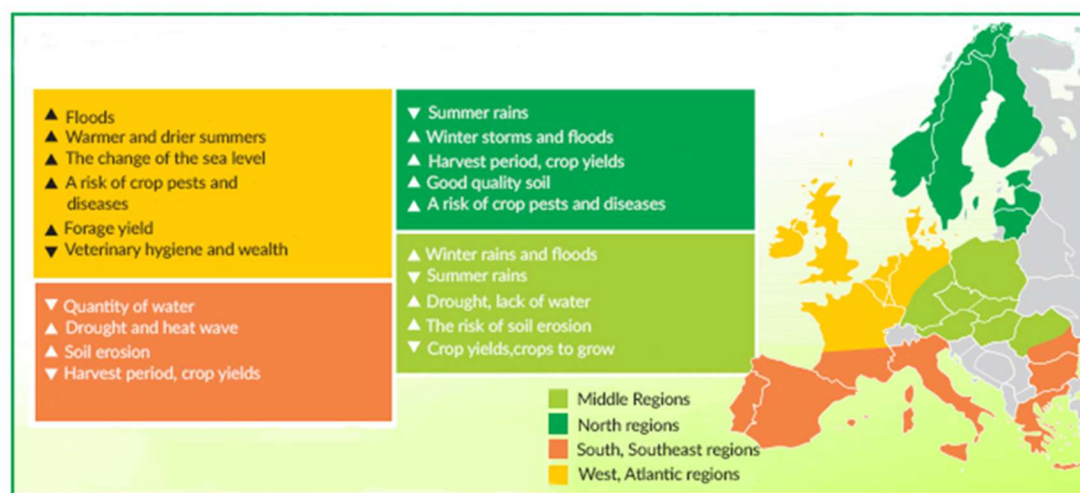 ▲ Floods
▲ Warmer and drier summers
▲ The change of the sea level
▲ A risk of crop pests and
diseases
▲ Forage yield
▼ Veterinary hygiene and wealth
▼ Summer rains
▲ Winter storms and floods
▲ Harvest period, crop yields
▲ Good quality soil
▲ A risk of crop pests and diseases
▼ Quantity of water
▲ Drought and heat wave
▲ Soil erosion
▼ Harvest period, crop yields
▲ Winter rains and floods
▼ Summer rains
▲ Drought, lack of water
▲ The risk of soil erosion
▼ Crop yields,crops to grow
Middle Regions
North regions
South, Southeast regions
West, Atlantic regions